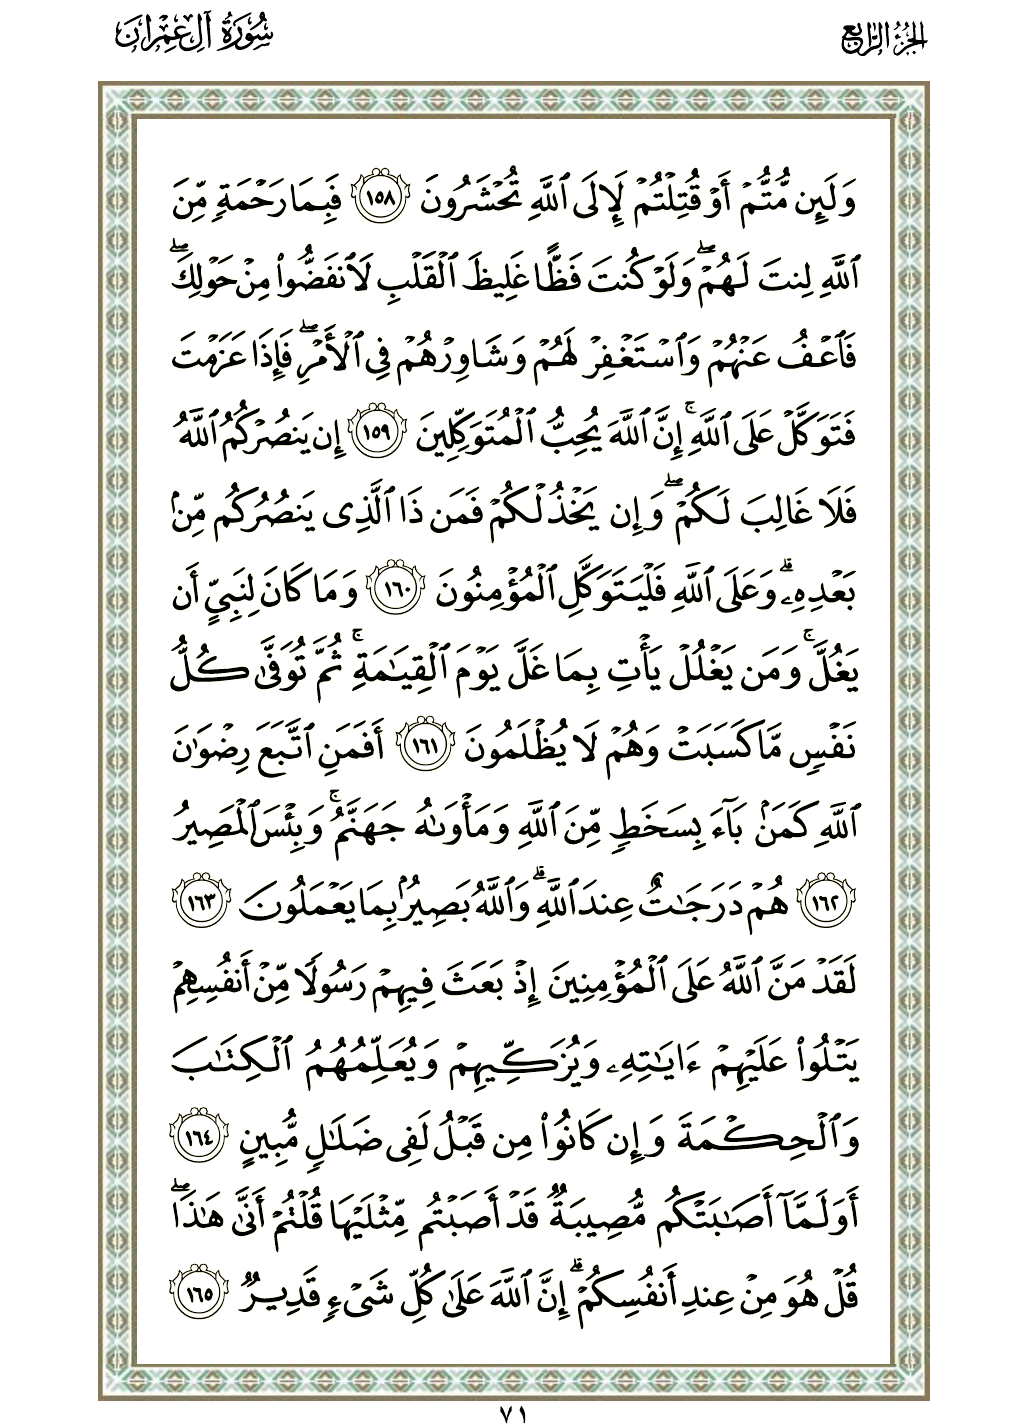 الجزء الرابع
سُورَةُ آلِ عِمْرَان
وَلَئِن مُّتُّمْ أَوْ قُتِلْتُمْ لَإِلَى ٱللَّهِ تُحْشَرُونَ ١٥٨ فَبِمَا رَحْمَةٍ مِّنَ
ٱللَّهِ لِنتَ لَهُمْۖ وَلَوْ كُنتَ فَظًّا غَلِيظَ ٱلْقَلْبِ لَٱنفَضُّوا۟ مِنْ حَوْلِكَۖ
فَٱعْفُ عَنْهُمْ وَٱسْتَغْفِرْ لَهُمْ وَشَاوِرْهُمْ فِى ٱلْأَمْرِۖ فَإِذَا عَزَمْتَ
فَتَوَكَّلْ عَلَى ٱللَّهِۚ إِنَّ ٱللَّهَ يُحِبُّ ٱلْمُتَوَكِّلِينَ ١٥٩ إِن يَنصُرْكُمُ ٱللَّهُ
فَلَا غَالِبَ لَكُمْۖ وَإِن يَخْذُلْكُمْ فَمَن ذَا ٱلَّذِى يَنصُرُكُم مِّنۢ
بَعْدِهِۦۗ وَعَلَى ٱللَّهِ فَلْيَتَوَكَّلِ ٱلْمُؤْمِنُونَ ١٦٠ وَمَا كَانَ لِنَبِىٍّ أَن
يَغُلَّۚ وَمَن يَغْلُلْ يَأْتِ بِمَا غَلَّ يَوْمَ ٱلْقِيَٰمَةِۚ ثُمَّ تُوَفَّىٰ كُلُّ
نَفْسٍ مَّا كَسَبَتْ وَهُمْ لَا يُظْلَمُونَ ١٦١ أَفَمَنِ ٱتَّبَعَ رِضْوَٰنَ
ٱللَّهِ كَمَنۢ بَآءَ بِسَخَطٍ مِّنَ ٱللَّهِ وَمَأْوَىٰهُ جَهَنَّمُۚ وَبِئْسَ ٱلْمَصِيرُ
١٦٢ هُمْ دَرَجَٰتٌ عِندَ ٱللَّهِۗ وَٱللَّهُ بَصِيرٌۢ بِمَا يَعْمَلُونَ ١٦٣
لَقَدْ مَنَّ ٱللَّهُ عَلَى ٱلْمُؤْمِنِينَ إِذْ بَعَثَ فِيهِمْ رَسُولًا مِّنْ أَنفُسِهِمْ
يَتْلُوا۟ عَلَيْهِمْ ءَايَٰتِهِۦ وَيُزَكِّيهِمْ وَيُعَلِّمُهُمُ ٱلْكِتَٰبَ
وَٱلْحِكْمَةَ وَإِن كَانُوا۟ مِن قَبْلُ لَفِى ضَلَٰلٍ مُّبِينٍ ١٦٤
أَوَلَمَّآ أَصَٰبَتْكُم مُّصِيبَةٌ قَدْ أَصَبْتُم مِّثْلَيْهَا قُلْتُمْ أَنَّىٰ هَٰذَاۖ
قُلْ هُوَ مِنْ عِندِ أَنفُسِكُمْۗ إِنَّ ٱللَّهَ عَلَىٰ كُلِّ شَىْءٍ قَدِيرٌ ١٦٥
٧١